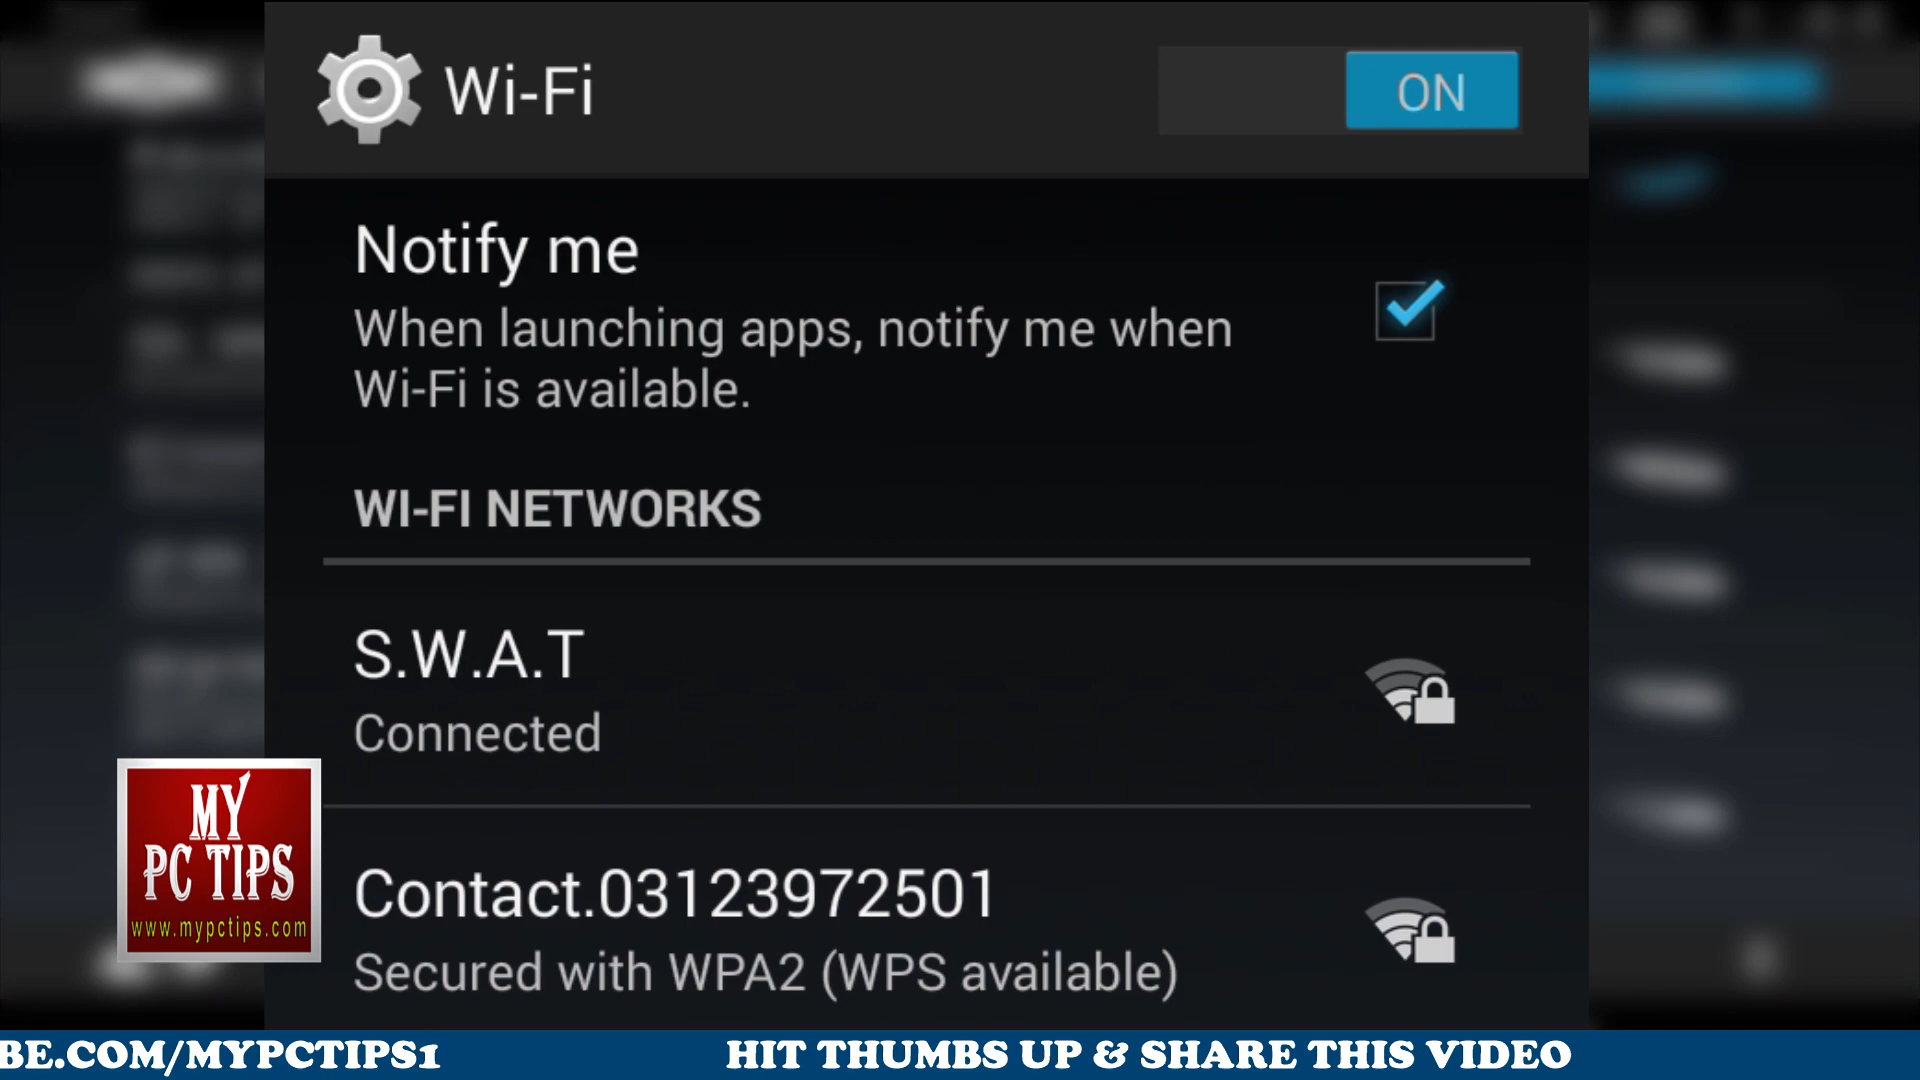 Wi-Fi
ON
Notify me
When launching apps, notify me when
Wi-Fi is available.
WI-FI NETWORKS
S.W.A.T
Connected
Contact.03123972501
Secured with WPA2 (WPS available)
MY
PC TIPS
www.mypctips.com
BE.COM/MYPCTIPS1 HIT THUMBS UP & SHARE THIS VIDEO